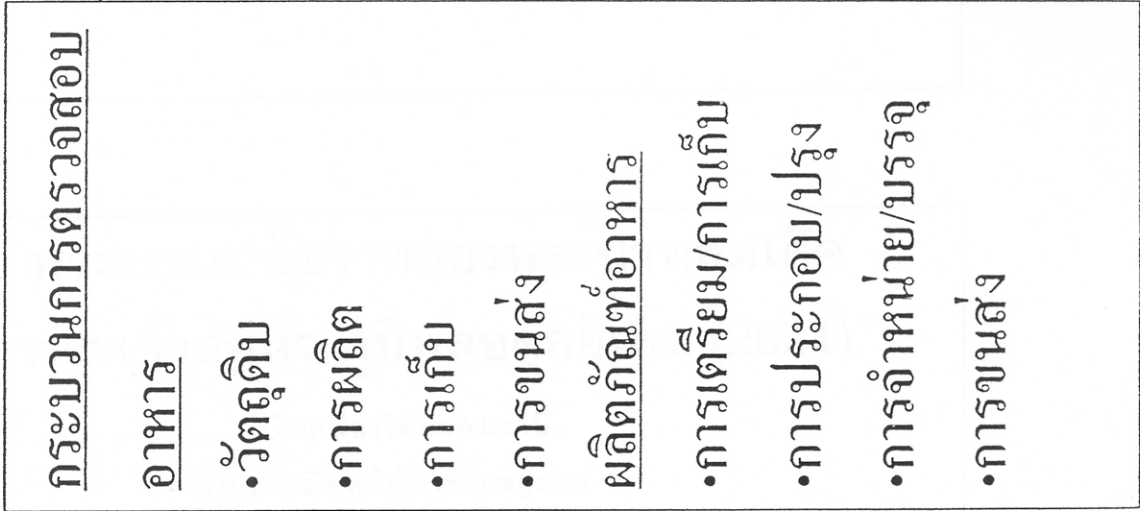 กระบวนการตรวจสอบ
อาหาร
•วัตถุดิบ
•การผลิต
•การเก็บ
•การขนส่ง
ผลิตภัณฑ์อาหาร
•การเตรียม/การเก็บ
•การประกอบ/ปรุง
•การจำหน่าย/บรรจุ
•การขนส่ง